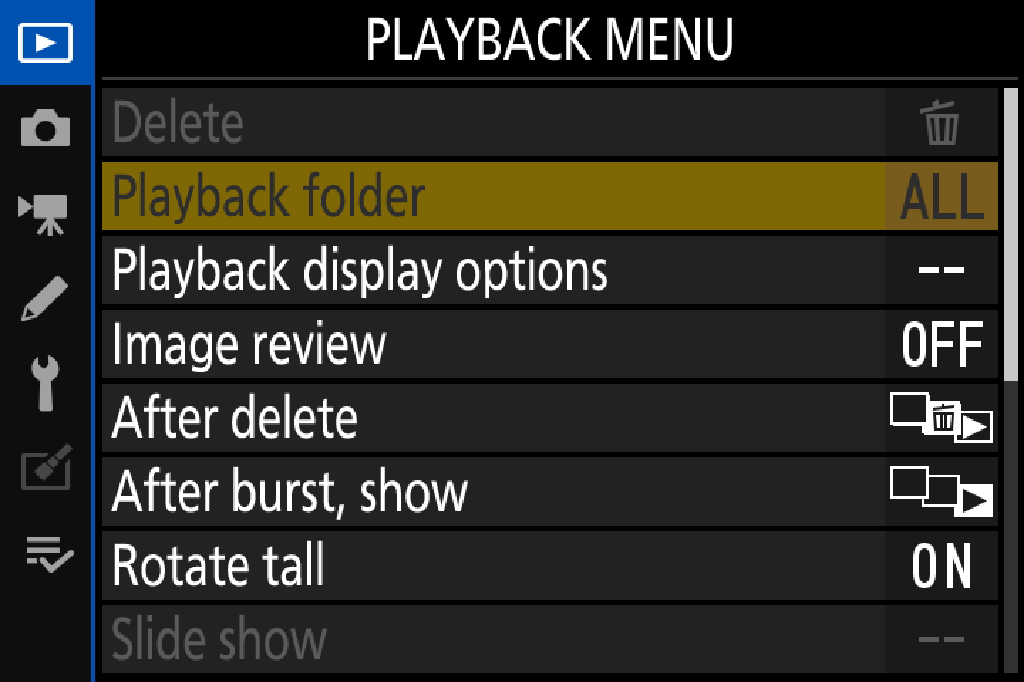 PLAYBACK MENU
Delete
Playback folder ALL
Playback display options --
Image review OFF
After delete
After burst, show
Rotate tall ON
Slide show --